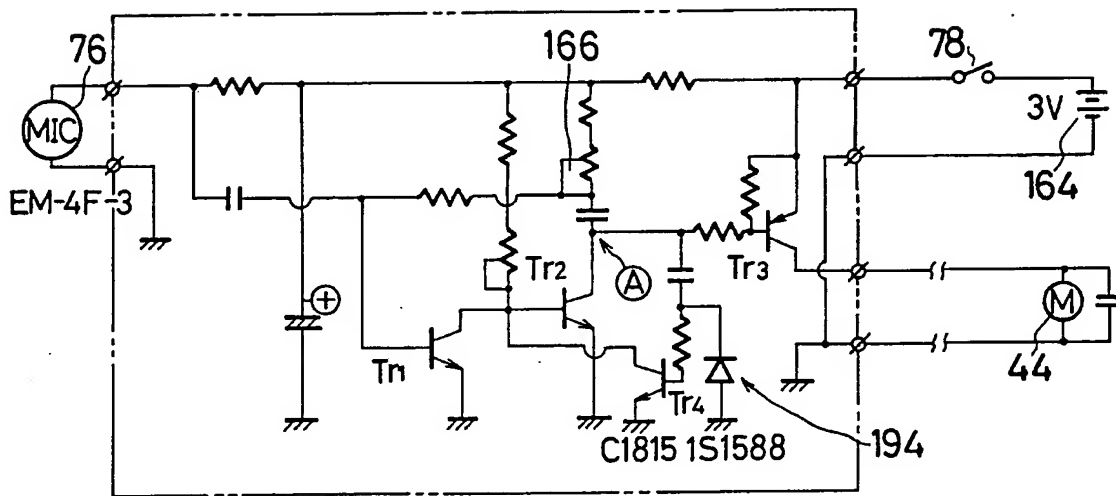 76
MIC
EM-4F-3
166
78
3V
164
+
Tr1
Tr2
A
Tr3
Tr4
M
44
C1815 1S1588
194